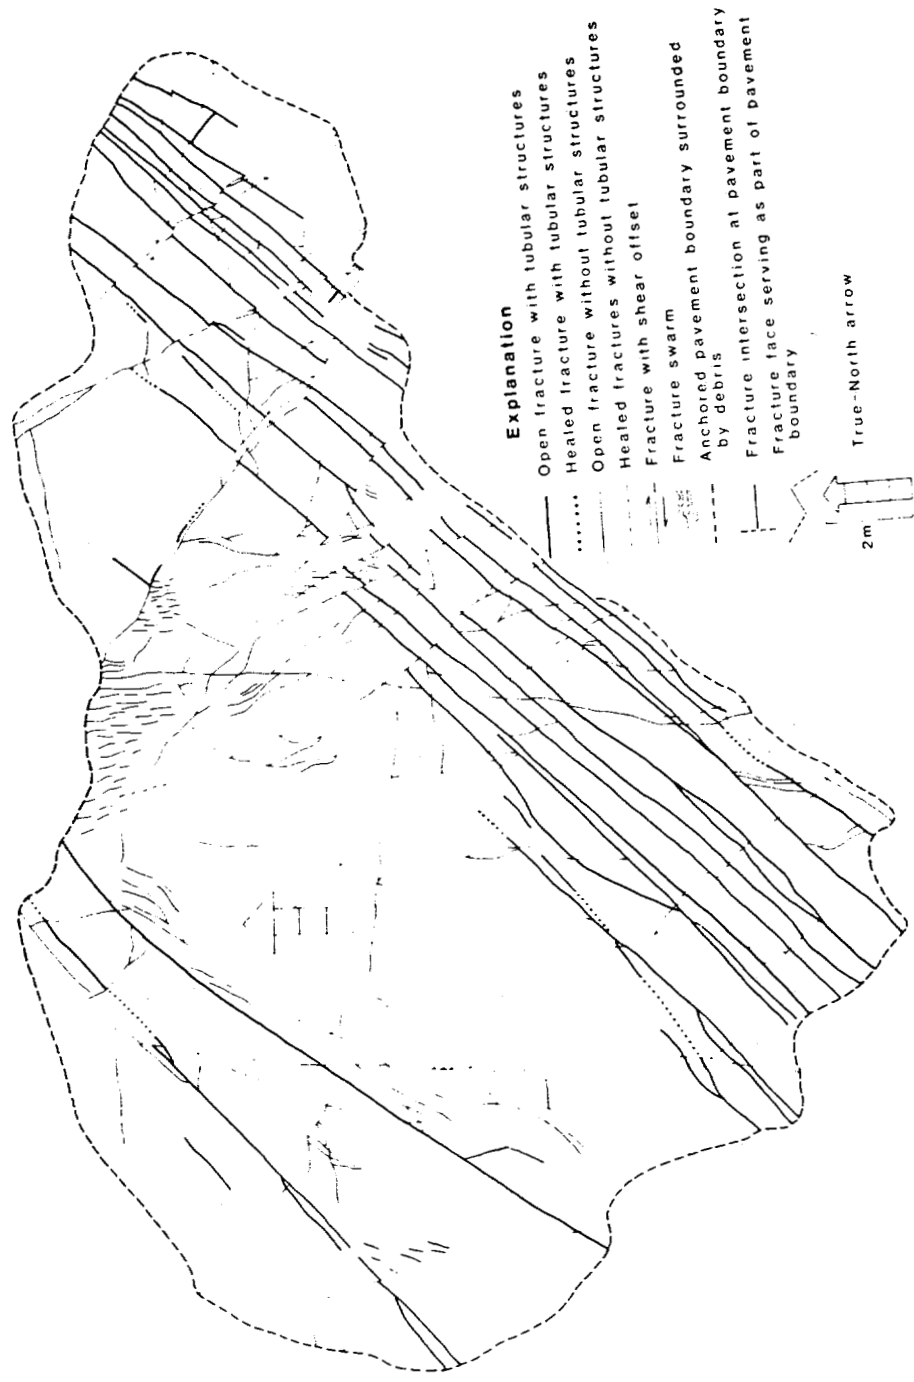 Explanation
Open fracture with tubular structures
Healed fracture with tubular structures
Open fracture without tubular structures
Healed fractures without tubular structures
Fracture with shear offset
Fracture swarm
Anchored pavement boundary surrounded
by debris
Fracture intersection at pavement boundary
Fracture face serving as part of pavement
boundary
True-North arrow
2m